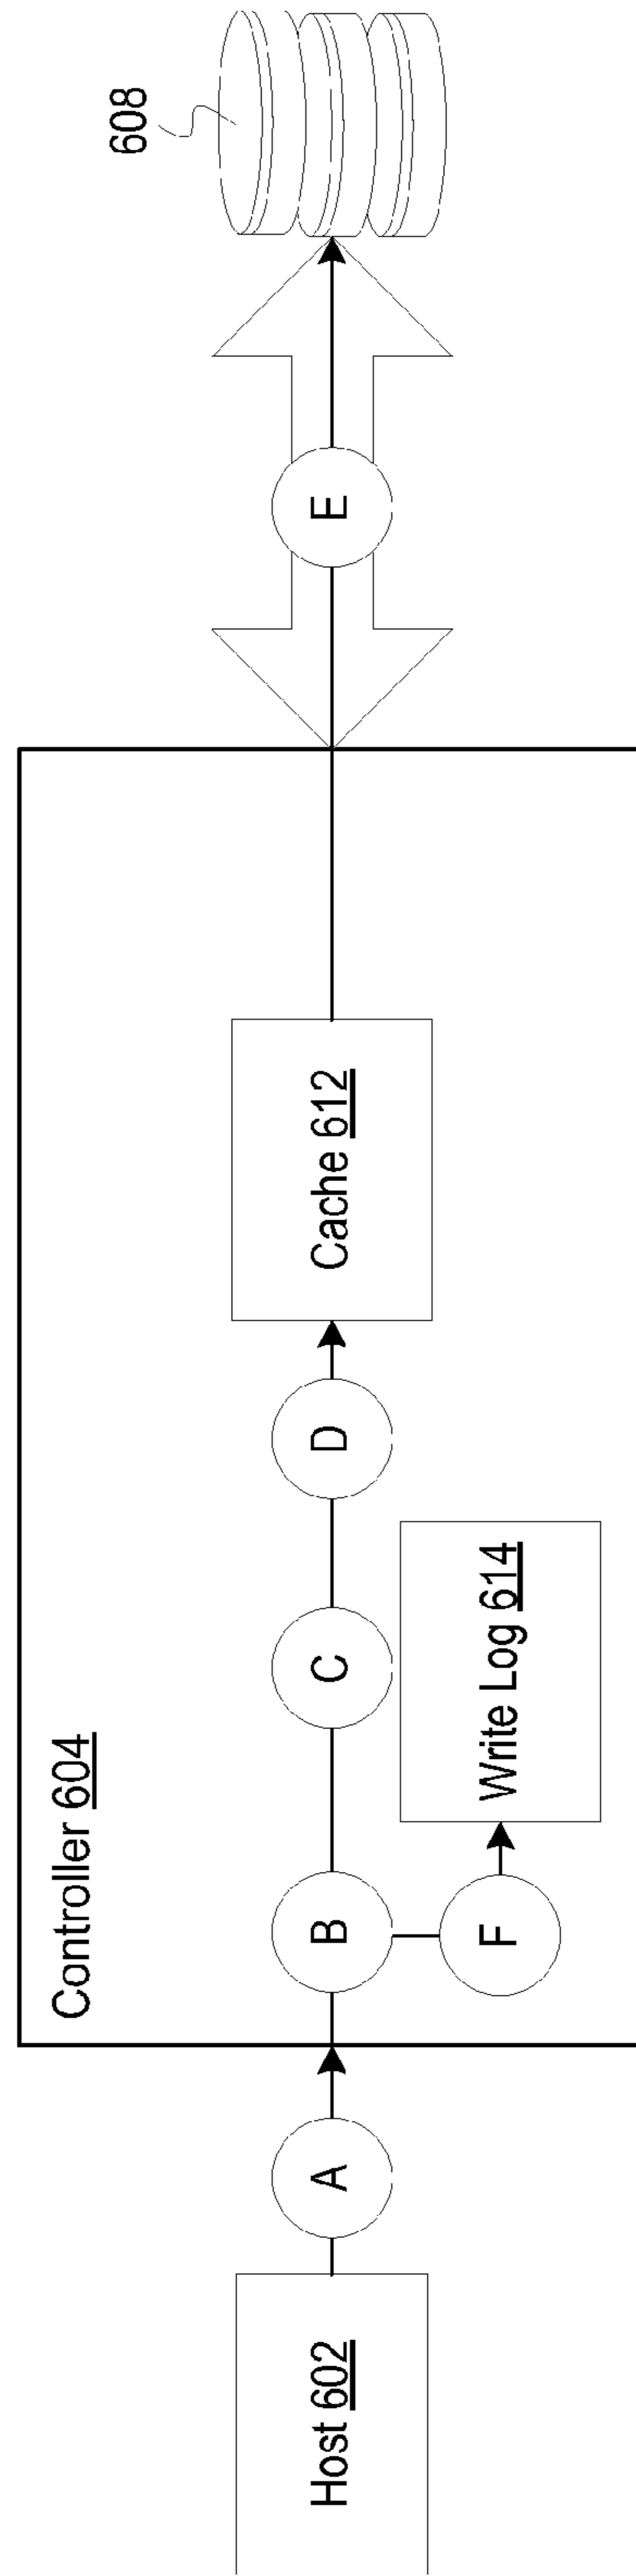 Host 602
A
Controller 604
B
F
Write Log 614
C
D
Cache 612
E
608